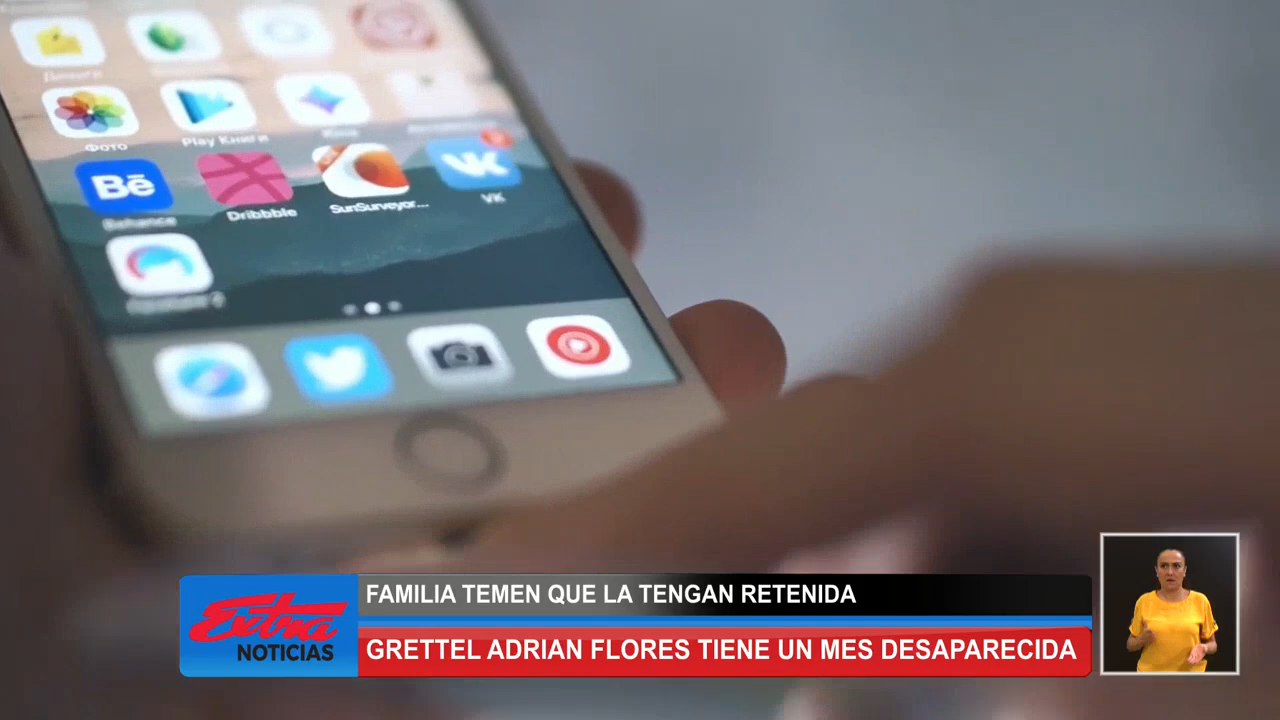 Фото
Play Книги
Bē
Behance
Dribbble
SunSurveyor...
VK
VK
FAMILIA TEMEN QUE LA TENGAN RETENIDA
Extra
NOTICIAS
GRETTEL ADRIAN FLORES TIENE UN MES DESAPARECIDA